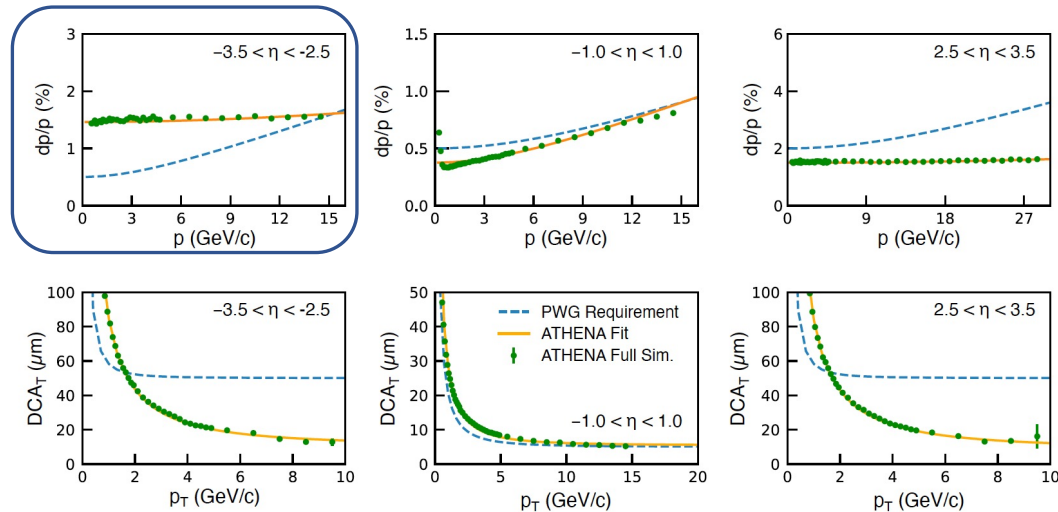 3
2
1
0
dp/p (%)
−3.5 < η < -2.5
0 3 6 9 12 15
p (GeV/c)
1.5
1.0
0.5
0.0
dp/p (%)
−1.0 < η < 1.0
0 3 6 9 12 15
p (GeV/c)
6
4
2
0
dp/p (%)
2.5 < η < 3.5
0 9 18 27
p (GeV/c)
100
80
60
40
20
0
DCA_T (μm)
−3.5 < η < -2.5
0 2 4 6 8 10
p_T (GeV/c)
50
40
30
20
10
0
DCA_T (μm)
PWG Requirement
ATHENA Fit
ATHENA Full Sim.
−1.0 < η < 1.0
0 5 10 15 20
p_T (GeV/c)
100
80
60
40
20
0
DCA_T (μm)
2.5 < η < 3.5
0 2 4 6 8 10
p_T (GeV/c)